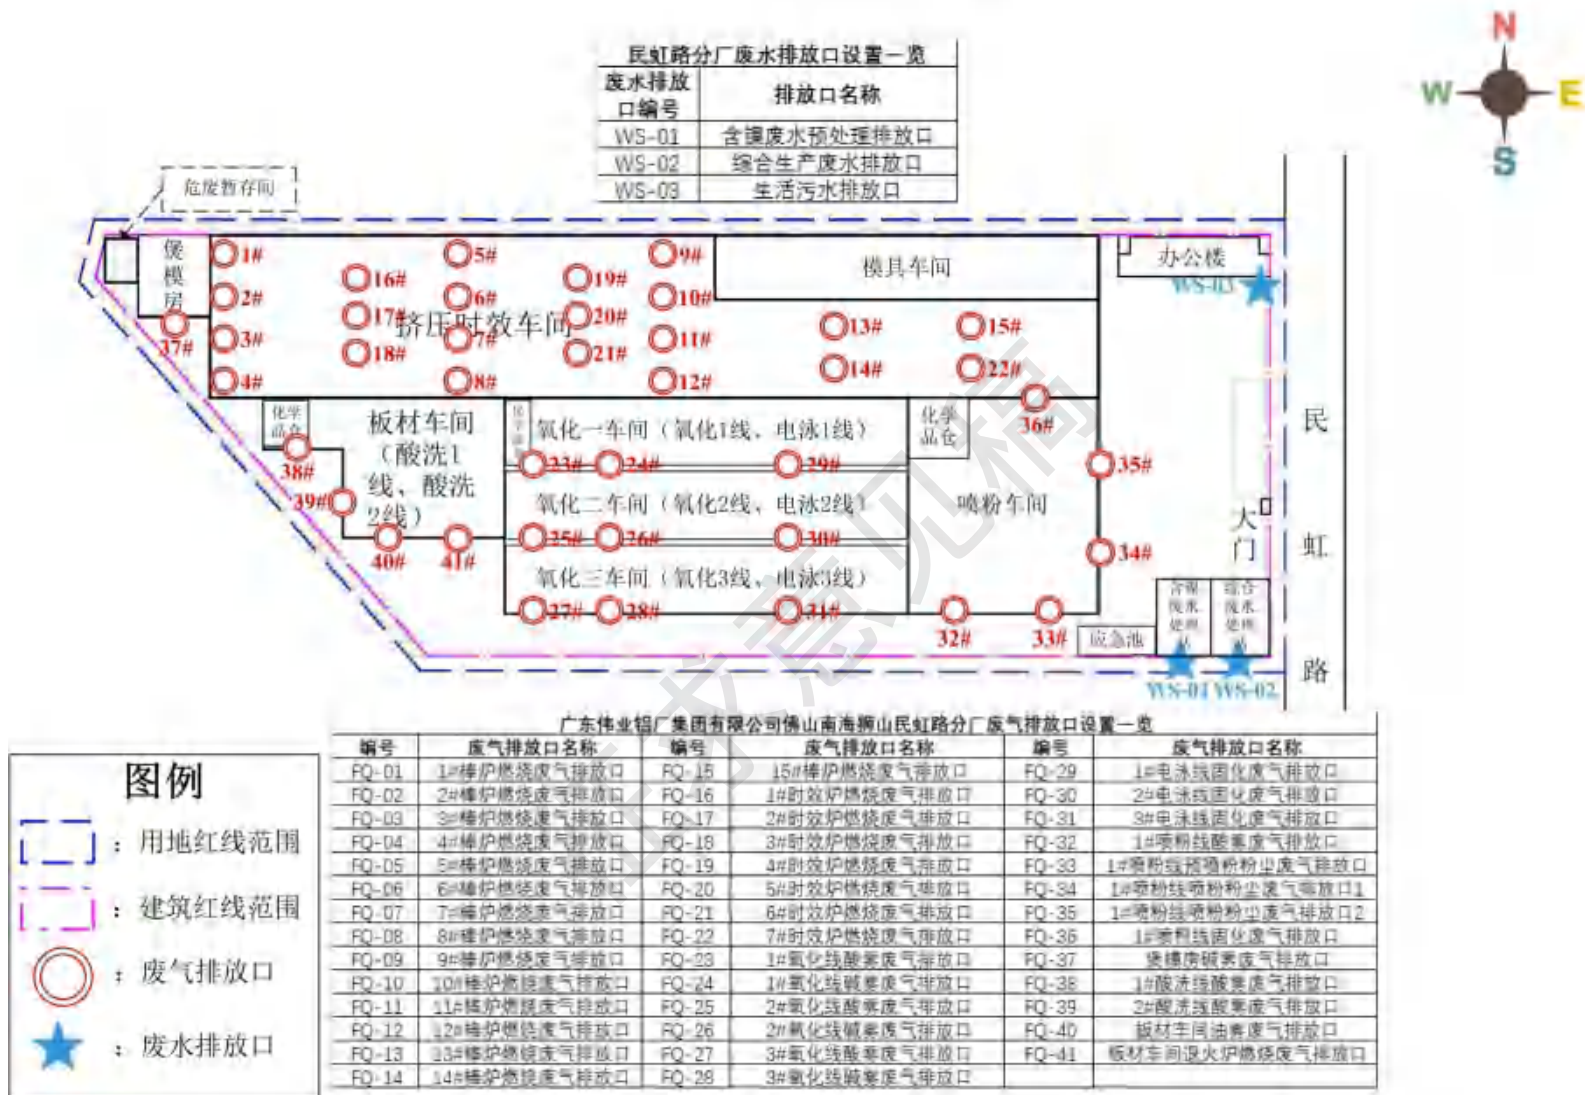 N
W E
S
民虹路分厂废水排放口设置一览
废水排放口编号 排放口名称
WS-01 含镍废水预处理排放口
WS-02 综合生产废水排放口
WS-03 生活污水排放口
危废暂存间
煲模房
模具车间
办公楼
WS-03
挤压时效车间
1# 5# 9#
16# 19#
2# 6# 10#
17# 20#
13# 15#
37# 3# 7# 11#
18# 21#
4# 8# 12# 14# 22#
36#
化学品仓
板材车间（酸洗1线、酸洗2线）
氧化一车间（氧化1线、电泳1线）
化学品仓
38# 23# 24# 29# 35#
39#
氧化二车间（氧化2线、电泳2线）
喷粉车间
大门
40# 41# 25# 26# 30# 34#
氧化三车间（氧化3线、电泳3线）
27# 28# 31# 32# 33#
应急池
含镍废水处理站
综合废水处理站
WS-01 WS-02
民虹路
求意见稿
广东伟业铝厂集团有限公司佛山南海狮山民虹路分厂废气排放口设置一览
编号 废气排放口名称 编号 废气排放口名称 编号 废气排放口名称
FQ-01 1#棒炉燃烧废气排放口 FQ-15 15#棒炉燃烧废气排放口 FQ-29 1#电泳线固化废气排放口
FQ-02 2#棒炉燃烧废气排放口 FQ-16 1#时效炉燃烧废气排放口 FQ-30 2#电泳线固化废气排放口
FQ-03 3#棒炉燃烧废气排放口 FQ-17 2#时效炉燃烧废气排放口 FQ-31 3#电泳线固化废气排放口
FQ-04 4#棒炉燃烧废气排放口 FQ-18 3#时效炉燃烧废气排放口 FQ-32 1#喷粉线酸雾废气排放口
FQ-05 5#棒炉燃烧废气排放口 FQ-19 4#时效炉燃烧废气排放口 FQ-33 1#喷粉线预喷粉粉尘废气排放口
FQ-06 6#棒炉燃烧废气排放口 FQ-20 5#时效炉燃烧废气排放口 FQ-34 1#喷粉线喷粉粉尘废气排放口1
FQ-07 7#棒炉燃烧废气排放口 FQ-21 6#时效炉燃烧废气排放口 FQ-35 1#喷粉线喷粉粉尘废气排放口2
FQ-08 8#棒炉燃烧废气排放口 FQ-22 7#时效炉燃烧废气排放口 FQ-36 1#喷粉线固化废气排放口
FQ-09 9#棒炉燃烧废气排放口 FQ-23 1#氧化线酸雾废气排放口 FQ-37 煲模房碱雾废气排放口
FQ-10 10#棒炉燃烧废气排放口 FQ-24 1#氧化线碱雾废气排放口 FQ-38 1#酸洗线酸雾废气排放口
FQ-11 11#棒炉燃烧废气排放口 FQ-25 2#氧化线酸雾废气排放口 FQ-39 2#酸洗线酸雾废气排放口
FQ-12 12#棒炉燃烧废气排放口 FQ-26 2#氧化线碱雾废气排放口 FQ-40 板材车间油雾废气排放口
FQ-13 13#棒炉燃烧废气排放口 FQ-27 3#氧化线酸雾废气排放口 FQ-41 板材车间退火炉燃烧废气排放口
FQ-14 14#棒炉燃烧废气排放口 FQ-28 3#氧化线碱雾废气排放口
图例
：用地红线范围
：建筑红线范围
：废气排放口
：废水排放口